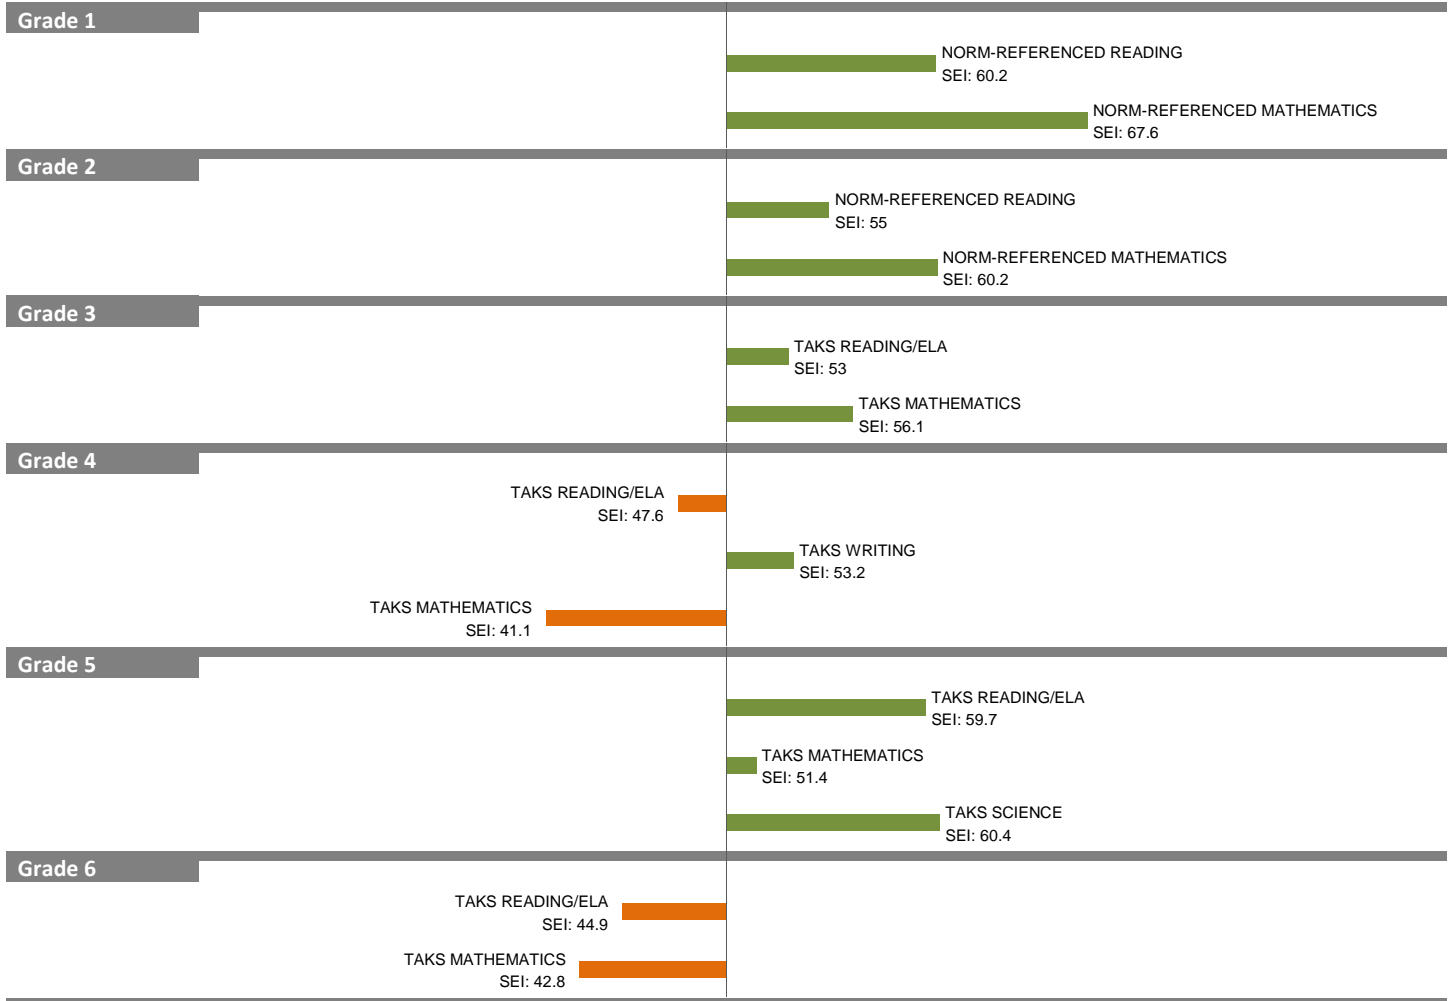 Grade 1
NORM-REFERENCED READING
SEI: 60.2
NORM-REFERENCED MATHEMATICS
SEI: 67.6
Grade 2
NORM-REFERENCED READING
SEI: 55
NORM-REFERENCED MATHEMATICS
SEI: 60.2
Grade 3
TAKS READING/ELA
SEI: 53
TAKS MATHEMATICS
SEI: 56.1
Grade 4
TAKS READING/ELA
SEI: 47.6
TAKS WRITING
SEI: 53.2
TAKS MATHEMATICS
SEI: 41.1
Grade 5
TAKS READING/ELA
SEI: 59.7
TAKS MATHEMATICS
SEI: 51.4
TAKS SCIENCE
SEI: 60.4
Grade 6
TAKS READING/ELA
SEI: 44.9
TAKS MATHEMATICS
SEI: 42.8